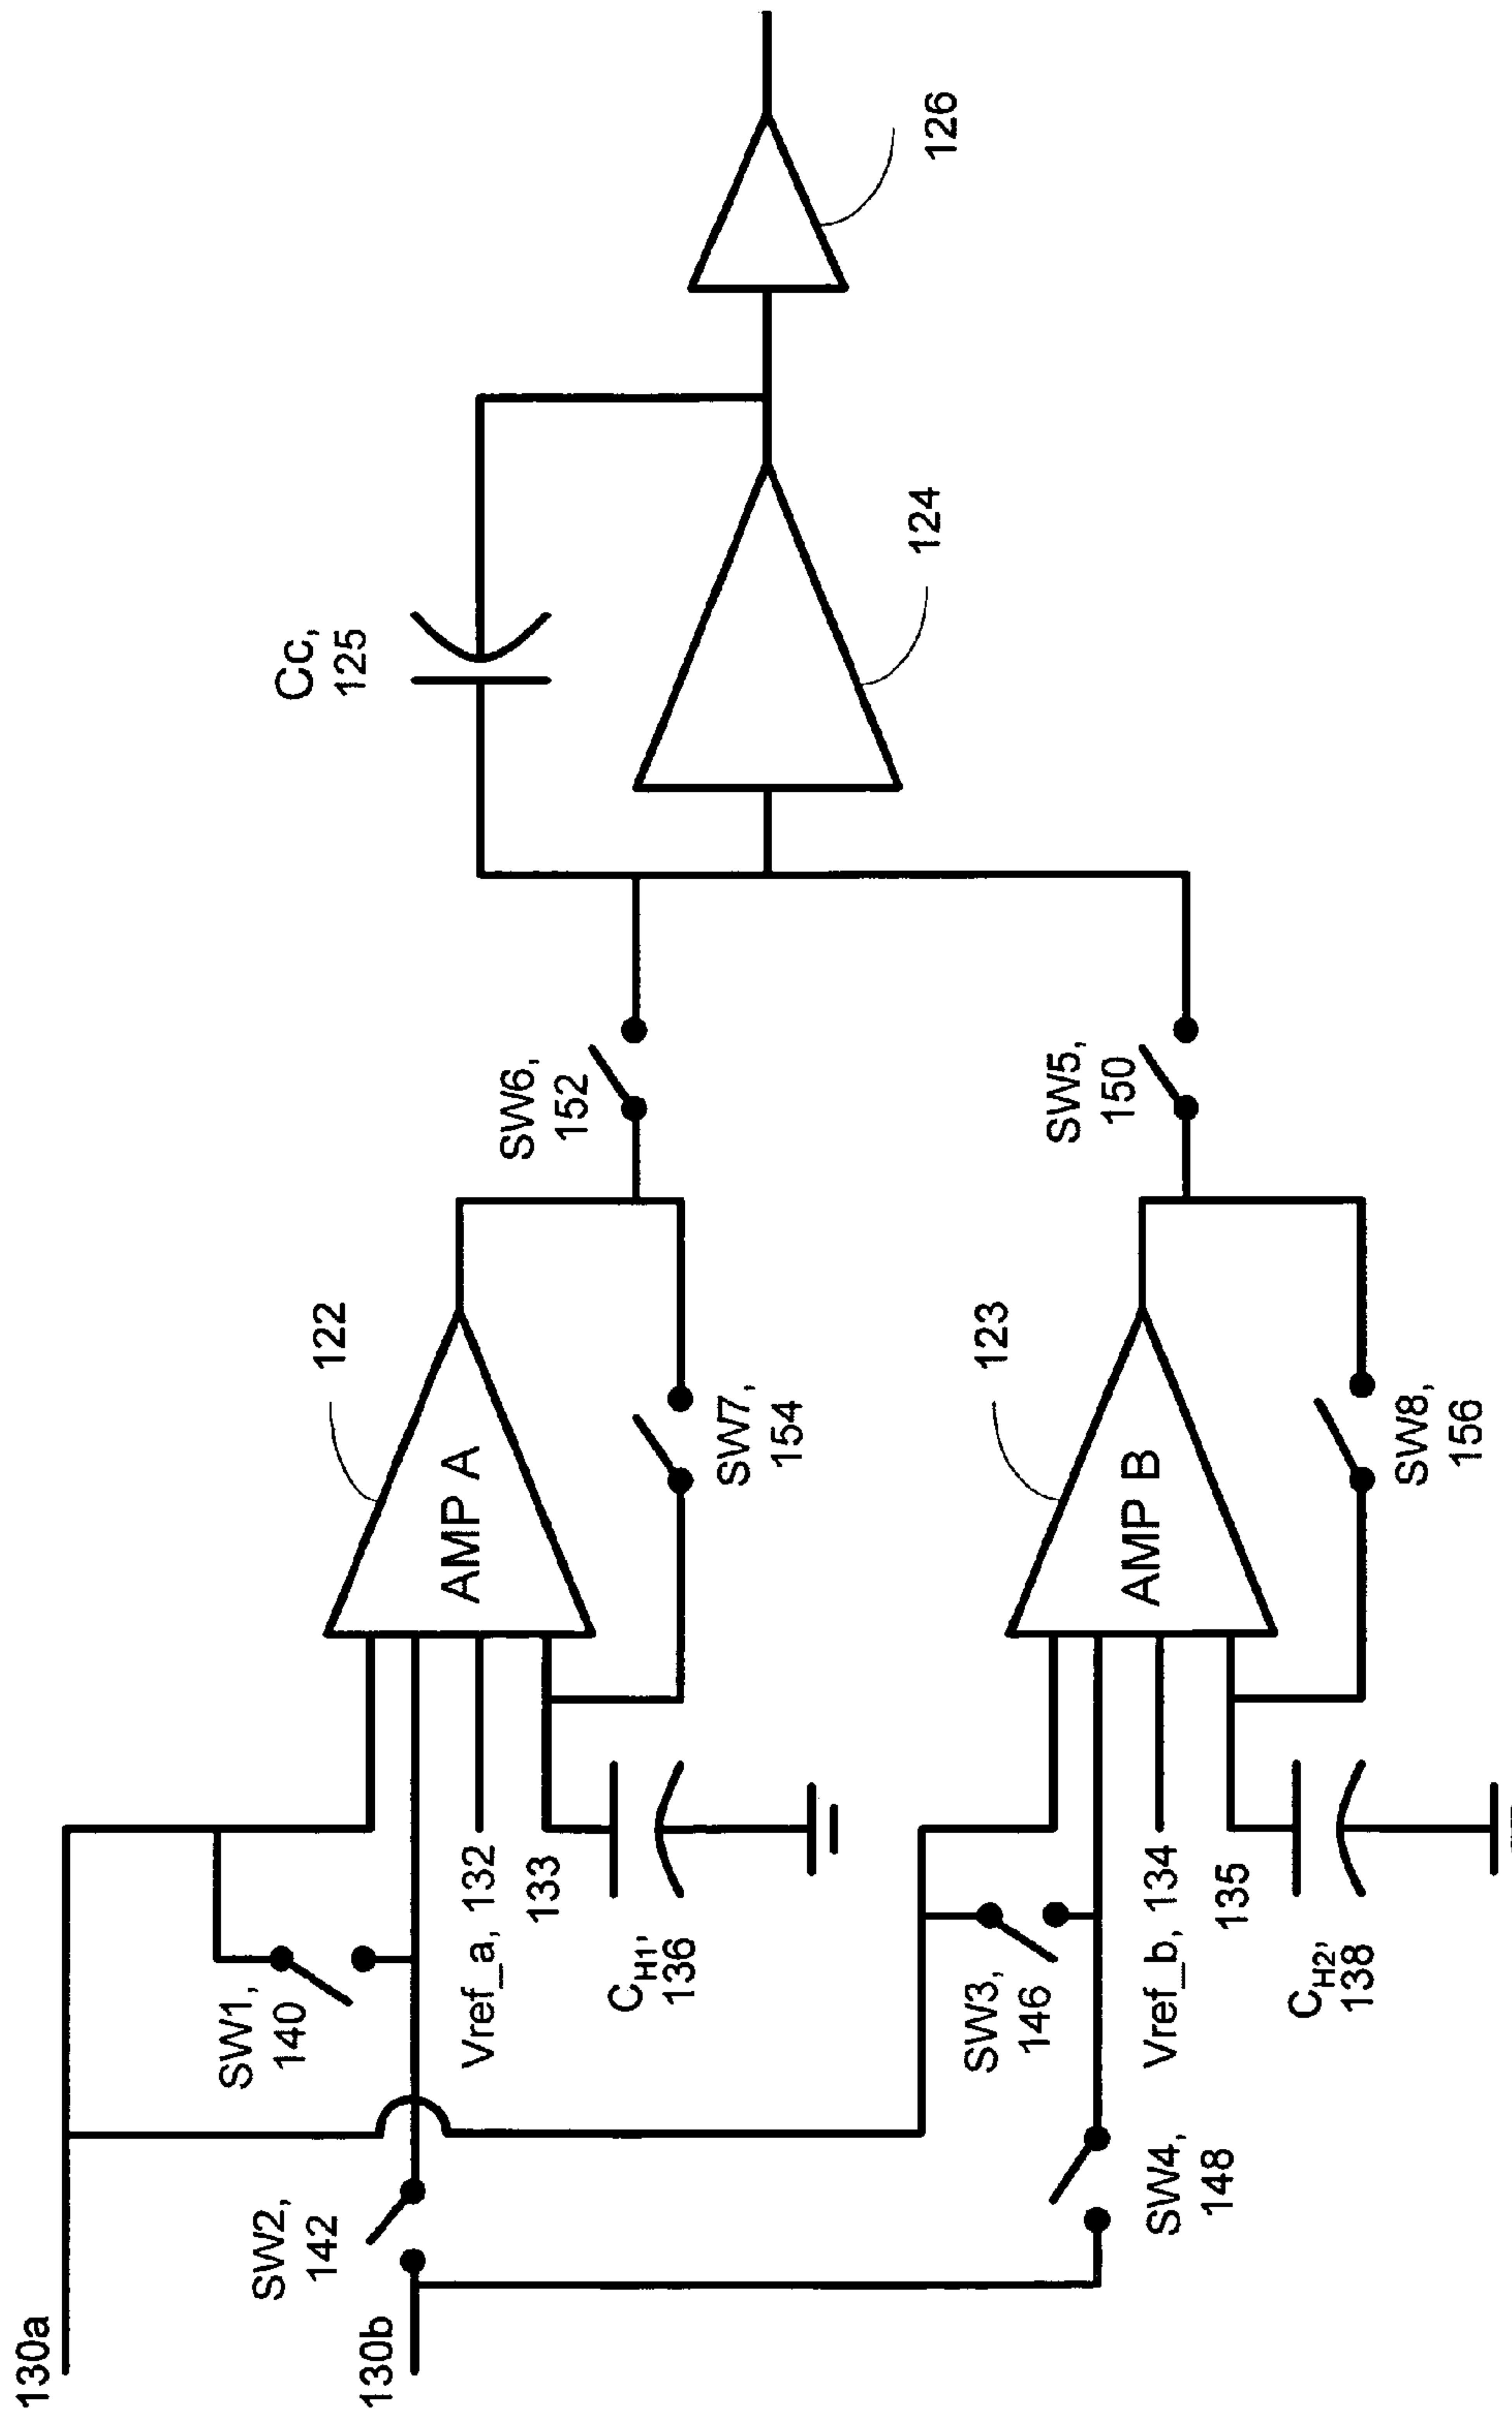 130a
130b
SW2,
142
SW1,
140
Vref_a, 132
133
CH1,
136
AMP A
122
SW7,
154
SW6,
152
SW4,
148
SW3,
146
Vref_b, 134
135
CH2,
138
AMP B
123
SW8,
156
SW5,
150
Cc,
125
124
126